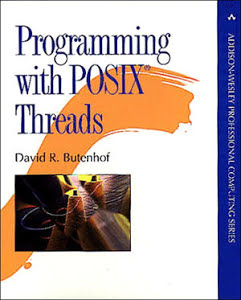 Programming
with POSIX®
Threads
David R. Butenhof
ADDISON-WESLEY PROFESSIONAL COMPUTING SERIES